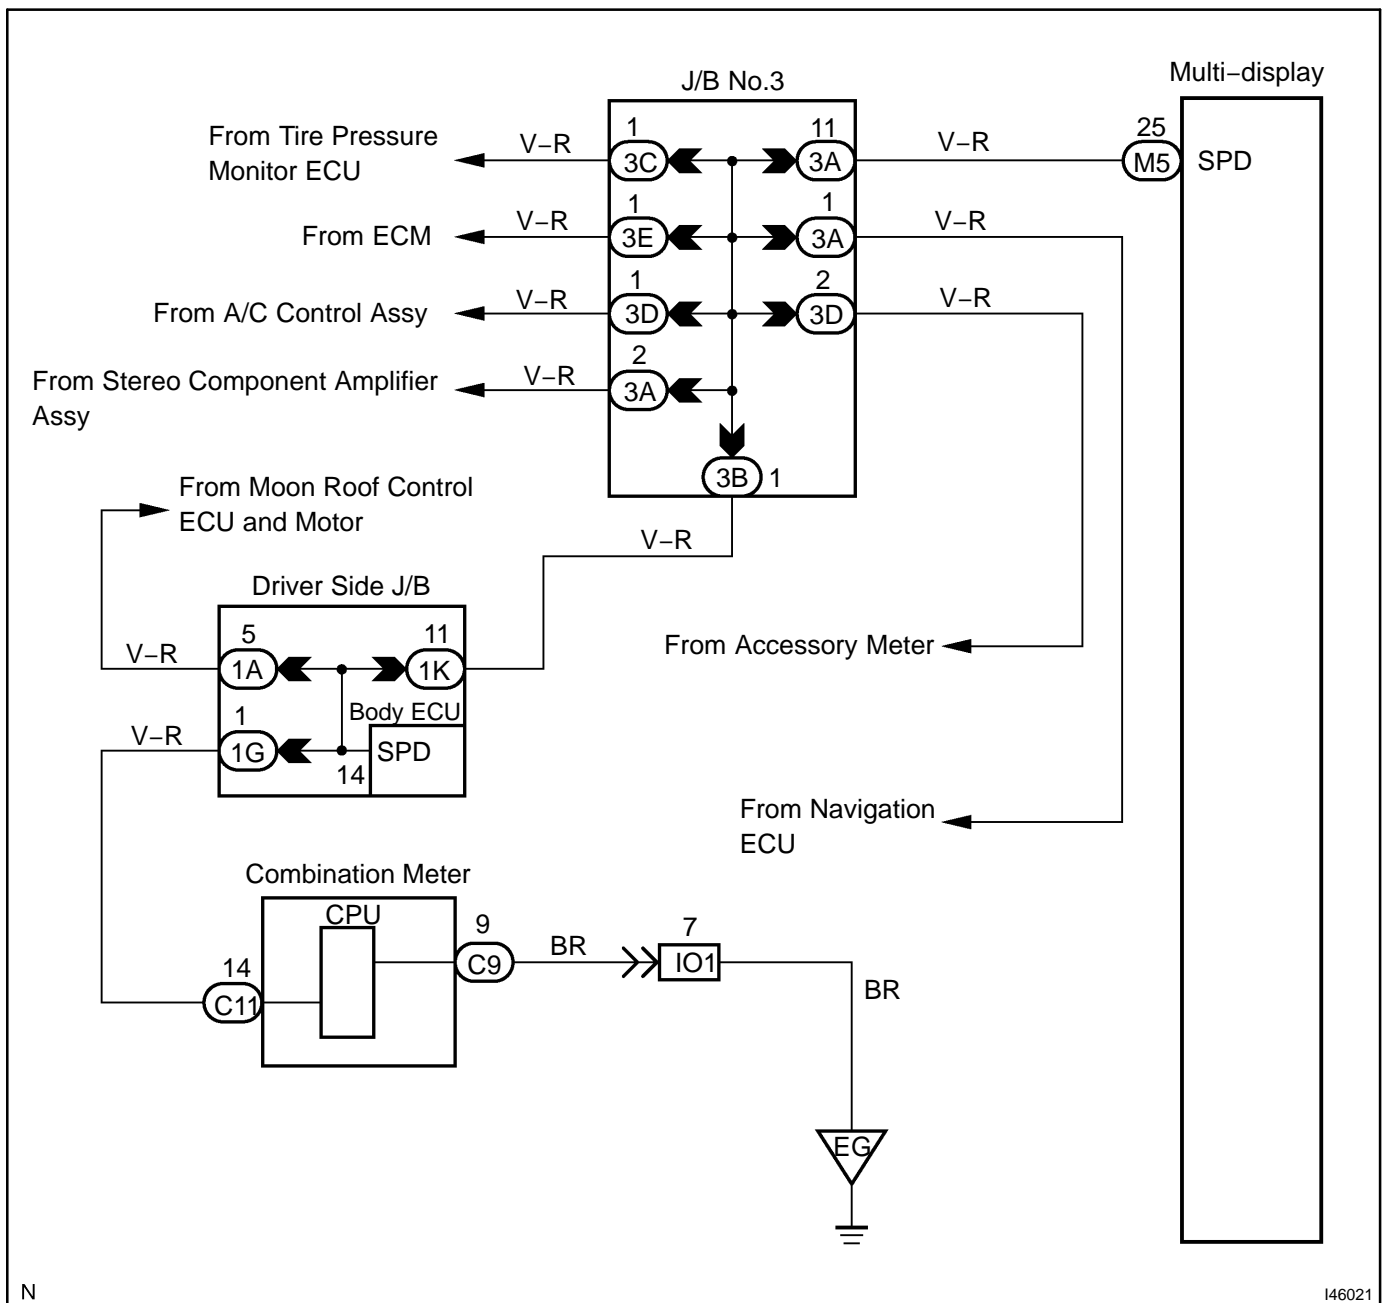 J/B No.3
Multi–display
From Tire Pressure
Monitor ECU
V–R
1
3C
11
3A
V–R
25
M5
SPD
From ECM
V–R
1
3E
1
3A
V–R
From A/C Control Assy
V–R
1
3D
2
3D
V–R
From Stereo Component Amplifier
Assy
V–R
2
3A
3B
1
V–R
From Moon Roof Control
ECU and Motor
Driver Side J/B
V–R
5
1A
11
1K
Body ECU
V–R
1
1G
14
SPD
From Accessory Meter
From Navigation
ECU
Combination Meter
CPU
14
C11
9
C9
BR
7
IO1
BR
EG
N
I46021